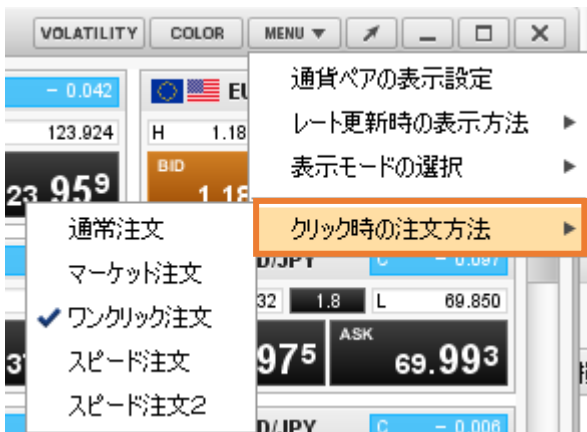 VOLATILITY COLOR MENU ▼
通貨ペアの表示設定
レート更新時の表示方法
表示モードの選択
クリック時の注文方法
通常注文
マーケット注文
ワンクリック注文
スピード注文
スピード注文2
- 0.042
123.924
23.959
EU
H 1.18
BID
1.18
D/JPY C - 0.097
32 1.8 L 69.850
975
ASK
69.993
D/JPY C - 0.006